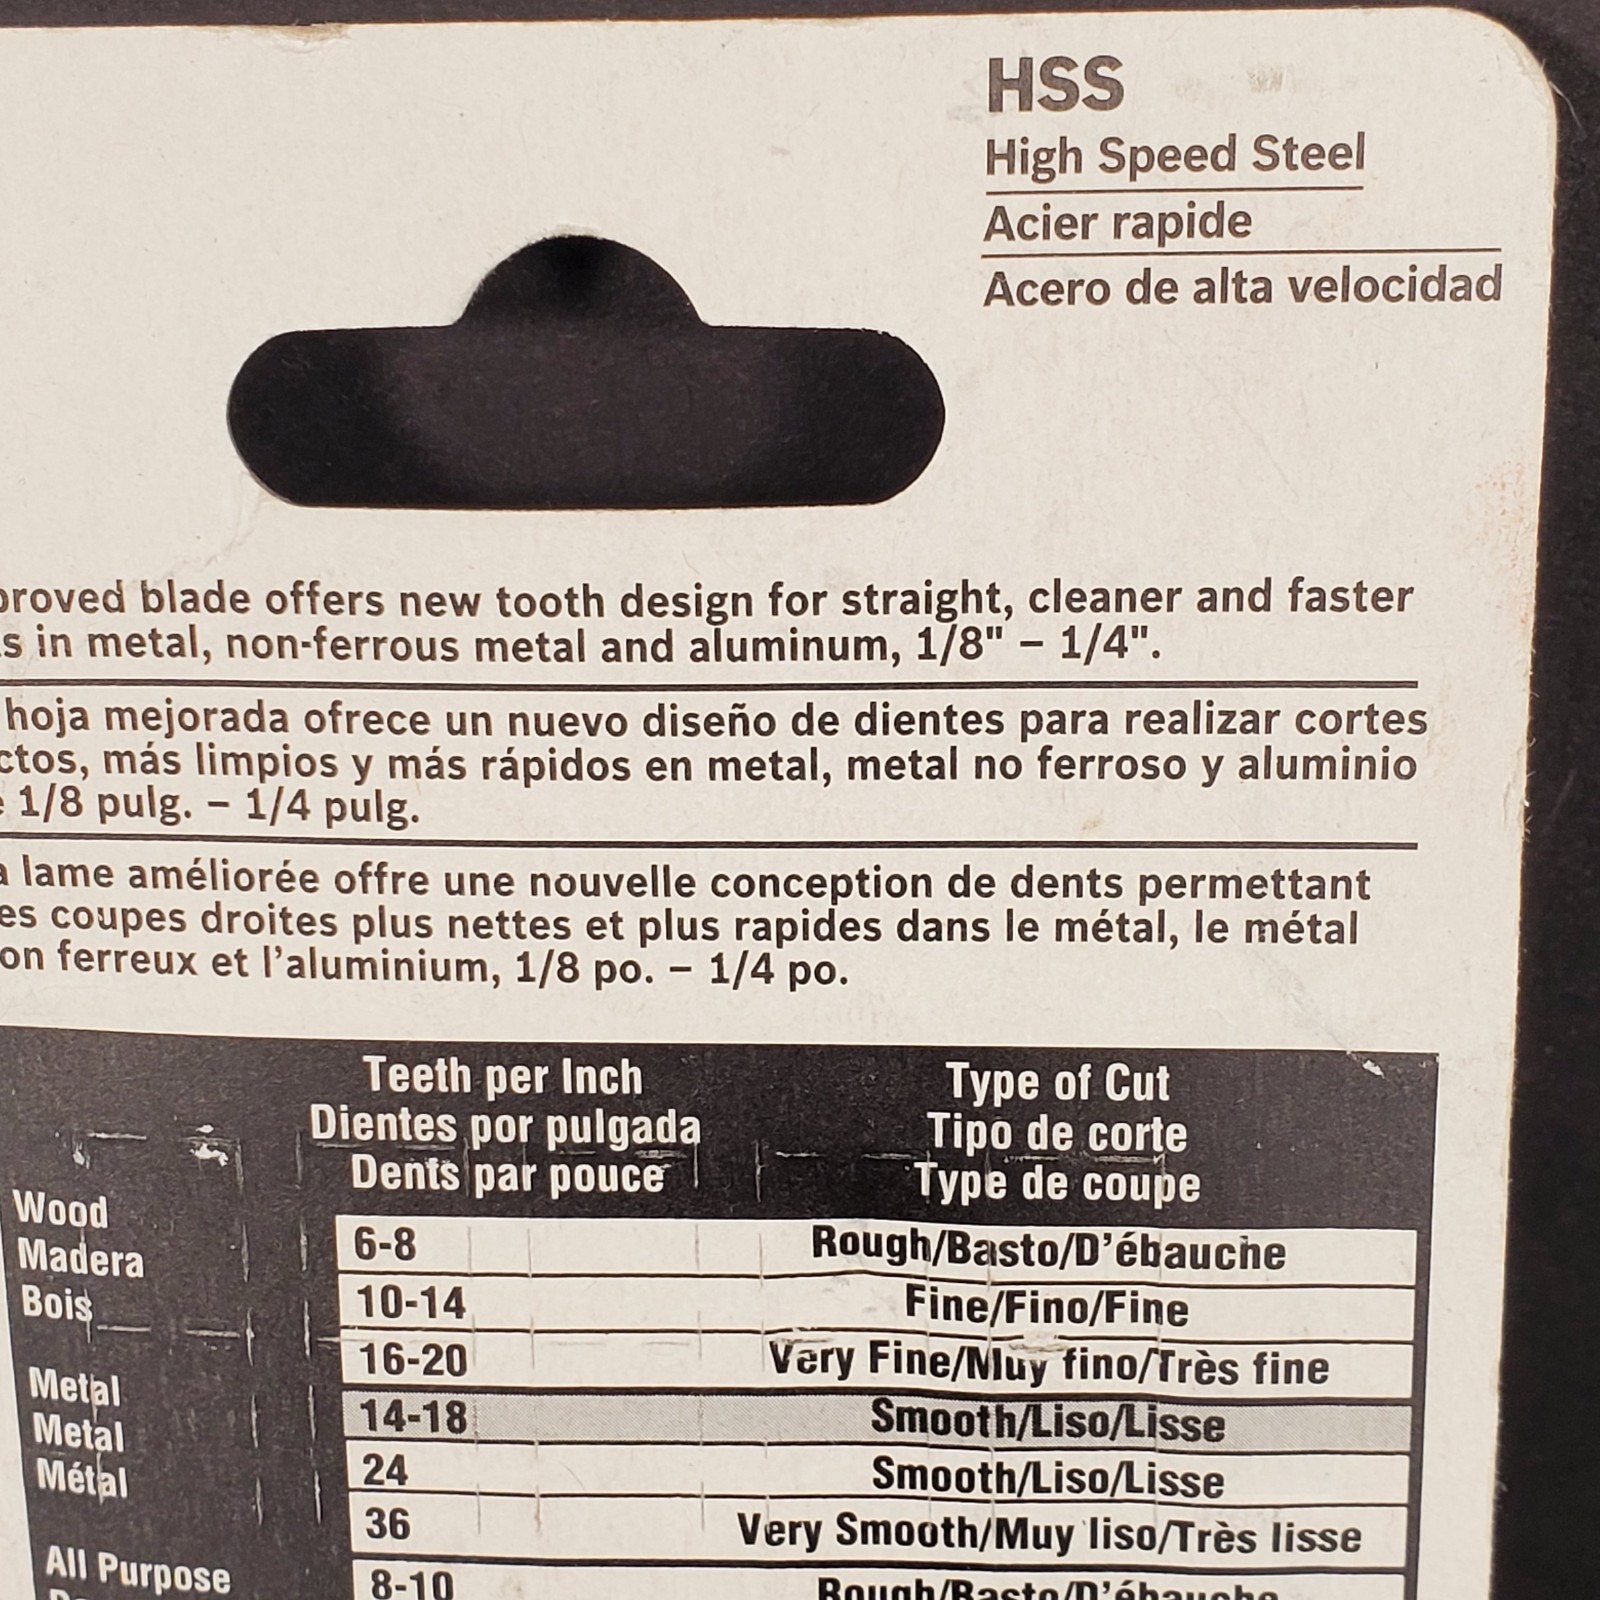 HSS
High Speed Steel
Acier rapide
Acero de alta velocidad
blade offers new tooth design for straight, cleaner and faster
in metal, non-ferrous metal and aluminum, 1/8" – 1/4".
hoja mejorada ofrece un nuevo diseño de dientes para realizar cortes
más limpios y más rápidos en metal, metal no ferroso y aluminio
1/8 pulg. – 1/4 pulg.
lame améliorée offre une nouvelle conception de dents permettant
coupes droites plus nettes et plus rapides dans le métal, le métal
ferreux et l'aluminium, 1/8 po. – 1/4 po.
Teeth per Inch
Dientes por pulgada
Dents par pouce
Type of Cut
Tipo de corte
Type de coupe
Wood
Madera
Bois
6-8 Rough/Basto/D'ébauche
10-14 Fine/Fino/Fine
16-20 Very Fine/Muy fino/Très fine
Metal
Metal
Métal
14-18 Smooth/Liso/Lisse
24 Smooth/Liso/Lisse
36 Very Smooth/Muy liso/Très lisse
All Purpose
8-10 Rough/Basto/D'ébauche